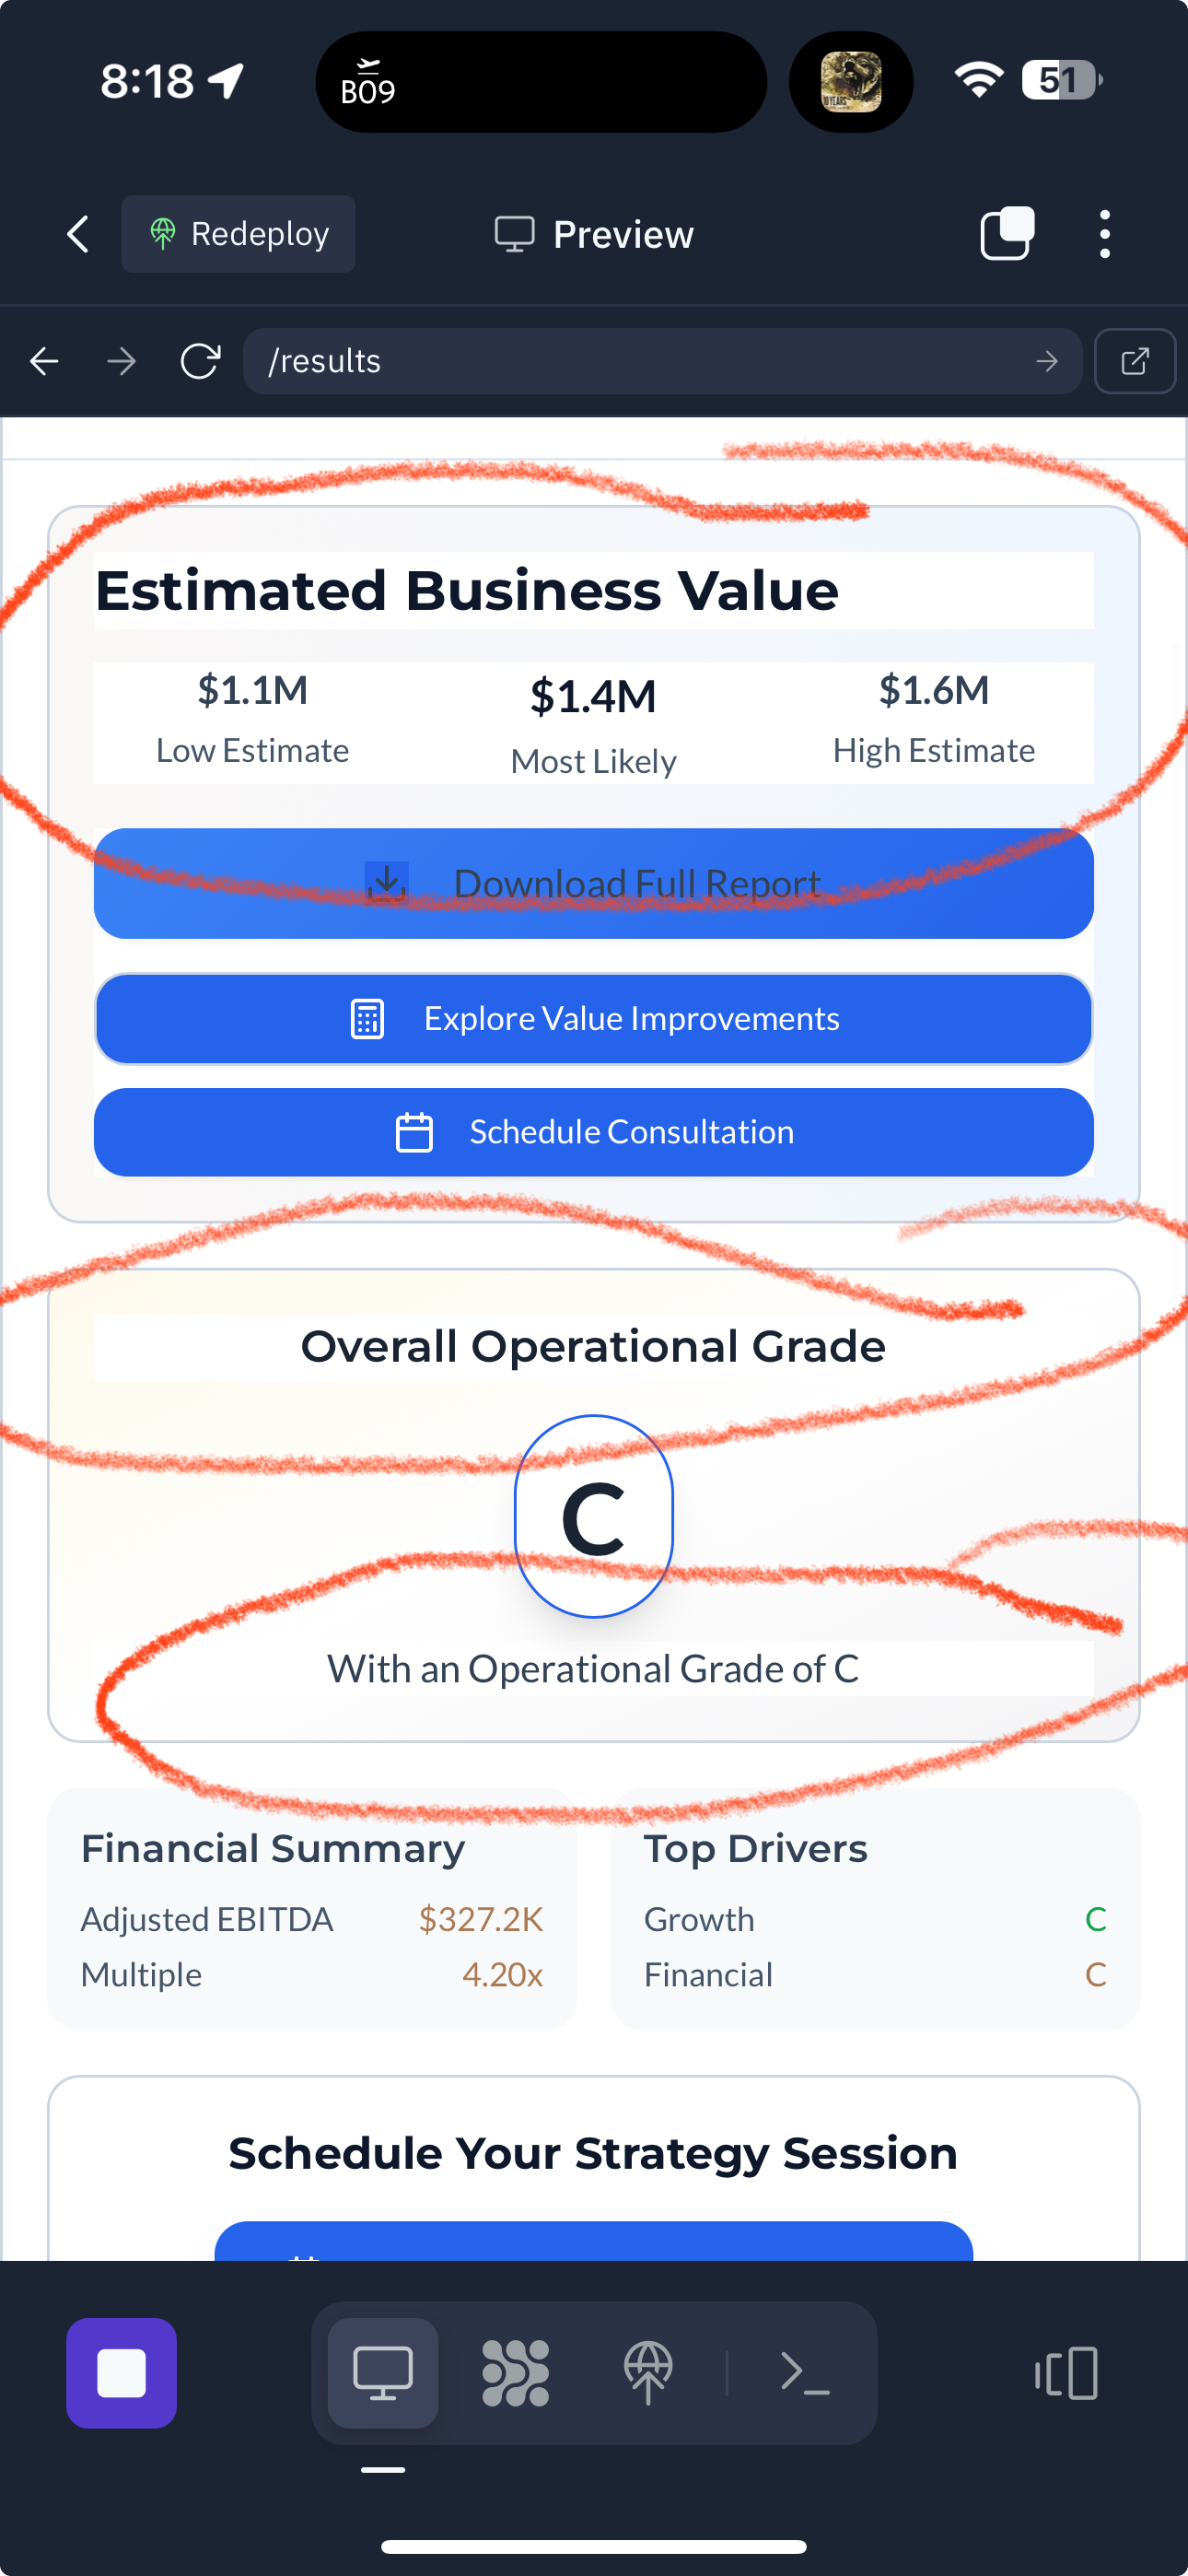 8:18
B09
51
Redeploy
Preview
/results
Estimated Business Value
$1.1M $1.4M $1.6M
Low Estimate Most Likely High Estimate
Download Full Report
Explore Value Improvements
Schedule Consultation
Overall Operational Grade
C
With an Operational Grade of C
Financial Summary
Adjusted EBITDA $327.2K
Multiple 4.20x
Top Drivers
Growth C
Financial C
Schedule Your Strategy Session